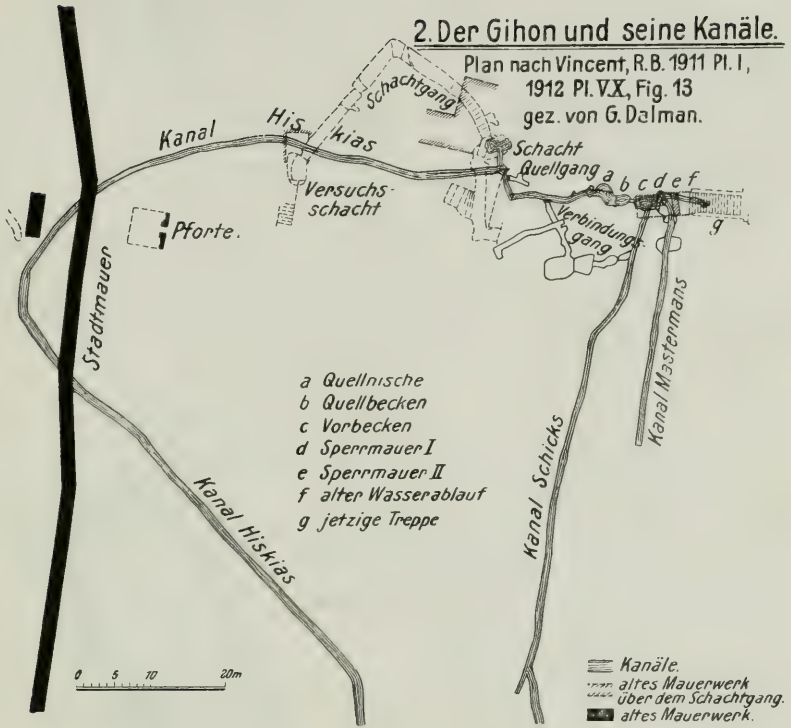 2. Der Gihon und seine Kanäle.
Plan nach Vincent, R.B. 1911 Pl. I,
1912 Pl. V.X, Fig. 13
gez. von G. Dalman.
Schachtgang
Kanal Hiskias
Schacht
Quellgang
a b c d e f
g
Versuchs-
schacht
Verbindungs-
gang
Pforte.
Stadtmauer
Kanal Mastermans
Kanal Schicks
Kanal Hiskias
a Quellnische
b Quellbecken
c Vorbecken
d Sperrmauer I
e Sperrmauer II
f alter Wasserablauf
g jetzige Treppe
0 5 10 20m
Kanäle.
altes Mauerwerk
über dem Schachtgang.
altes Mauerwerk.